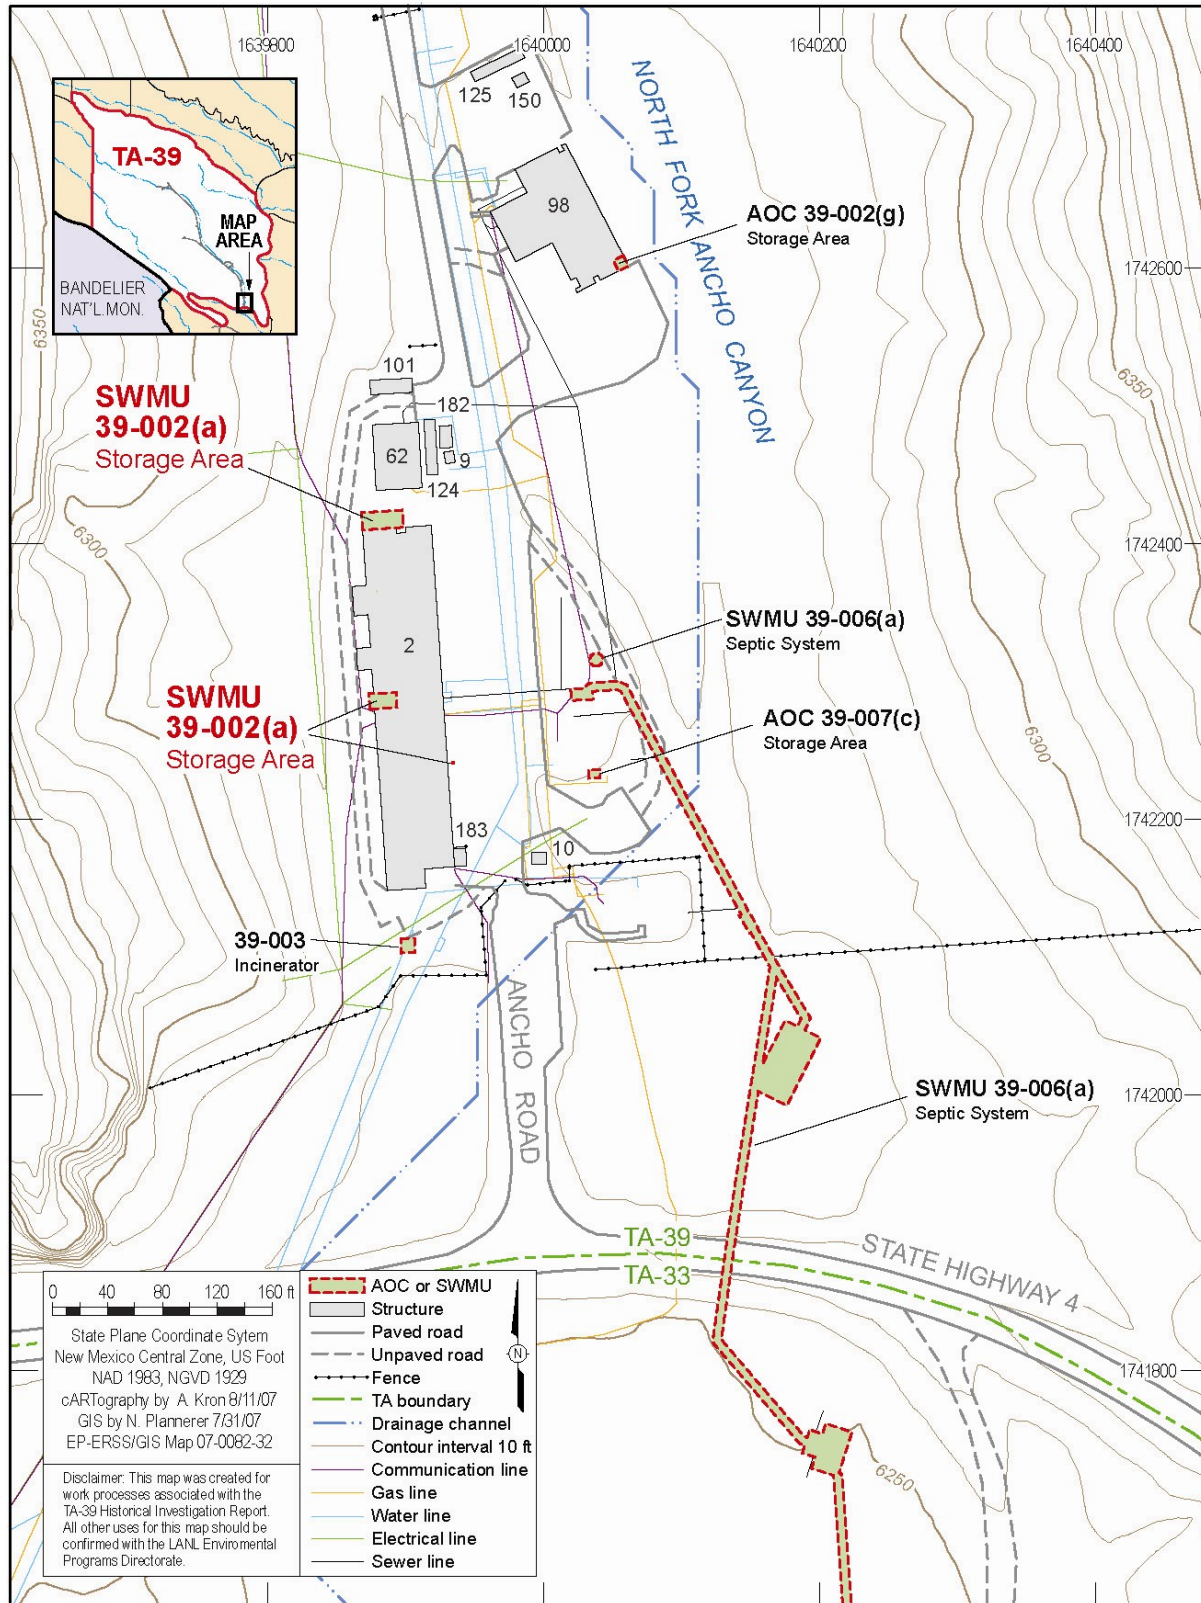 1639800
1640000
1640200
1640400
125
150
TA-39
MAP
AREA
BANDELIER
NAT'L.MON.
NORTH FORK ANCHO CANYON
98
AOC 39-002(g)
Storage Area
1742600
6350
6350
101
SWMU
39-002(a)
Storage Area
182
62
9
124
6300
1742400
SWMU 39-006(a)
Septic System
2
SWMU
39-002(a)
Storage Area
AOC 39-007(c)
Storage Area
6300
183
10
1742200
39-003
Incinerator
ANCHO ROAD
SWMU 39-006(a)
Septic System
1742000
TA-39
TA-33
STATE HIGHWAY 4
1741800
6250
0 40 80 120 160 ft
State Plane Coordinate Sytem
New Mexico Central Zone, US Foot
NAD 1983, NGVD 1929
cARTography by A. Kron 8/11/07
GIS by N. Plannerer 7/31/07
EP-ERSS/GIS Map 07-0082-32
Disclaimer: This map was created for
work processes associated with the
TA-39 Historical Investigation Report.
All other uses for this map should be
confirmed with the LANL Enviromental
Programs Directorate.
AOC or SWMU
Structure
Paved road
Unpaved road
Fence
TA boundary
Drainage channel
Contour interval 10 ft
Communication line
Gas line
Water line
Electrical line
Sewer line
N